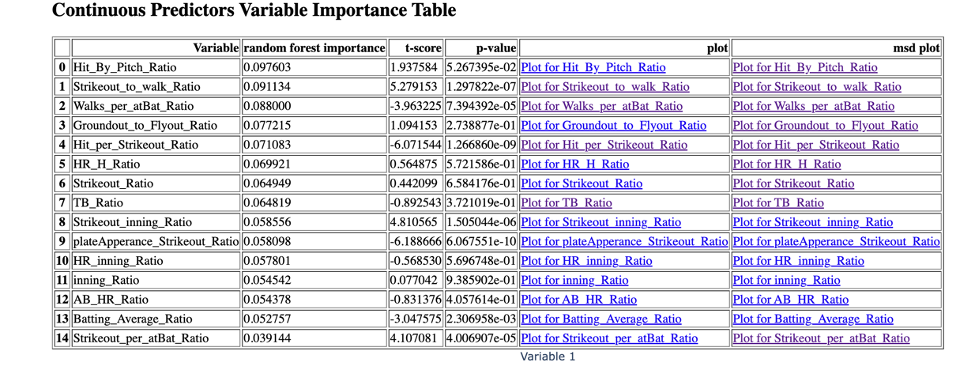 Continuous Predictors Variable Importance Table
Variable random forest importance t-score p-value plot msd plot
0 Hit_By_Pitch_Ratio 0.097603 1.937584 5.267395e-02 Plot for Hit_By_Pitch_Ratio Plot for Hit_By_Pitch_Ratio
1 Strikeout_to_walk_Ratio 0.091134 5.279153 1.297822e-07 Plot for Strikeout_to_walk_Ratio Plot for Strikeout_to_walk_Ratio
2 Walks_per_atBat_Ratio 0.088000 -3.963225 7.394392e-05 Plot for Walks_per_atBat_Ratio Plot for Walks_per_atBat_Ratio
3 Groundout_to_Flyout_Ratio 0.077215 1.094153 2.738877e-01 Plot for Groundout_to_Flyout_Ratio Plot for Groundout_to_Flyout_Ratio
4 Hit_per_Strikeout_Ratio 0.071083 -6.071544 1.266860e-09 Plot for Hit_per_Strikeout_Ratio Plot for Hit_per_Strikeout_Ratio
5 HR_H_Ratio 0.069921 0.564875 5.721586e-01 Plot for HR_H_Ratio Plot for HR_H_Ratio
6 Strikeout_Ratio 0.064949 0.442099 6.584176e-01 Plot for Strikeout_Ratio Plot for Strikeout_Ratio
7 TB_Ratio 0.064819 -0.892543 3.721019e-01 Plot for TB_Ratio Plot for TB_Ratio
8 Strikeout_inning_Ratio 0.058556 4.810565 1.505044e-06 Plot for Strikeout_inning_Ratio Plot for Strikeout_inning_Ratio
9 plateApperance_Strikeout_Ratio 0.058098 -6.188666 6.067551e-10 Plot for plateApperance_Strikeout_Ratio Plot for plateApperance_Strikeout_Ratio
10 HR_inning_Ratio 0.057801 -0.568530 5.696748e-01 Plot for HR_inning_Ratio Plot for HR_inning_Ratio
11 inning_Ratio 0.054542 0.077042 9.385902e-01 Plot for inning_Ratio Plot for inning_Ratio
12 AB_HR_Ratio 0.054378 -0.831376 4.057614e-01 Plot for AB_HR_Ratio Plot for AB_HR_Ratio
13 Batting_Average_Ratio 0.052757 -3.047575 2.306958e-03 Plot for Batting_Average_Ratio Plot for Batting_Average_Ratio
14 Strikeout_per_atBat_Ratio 0.039144 4.107081 4.006907e-05 Plot for Strikeout_per_atBat_Ratio Plot for Strikeout_per_atBat_Ratio
Variable 1